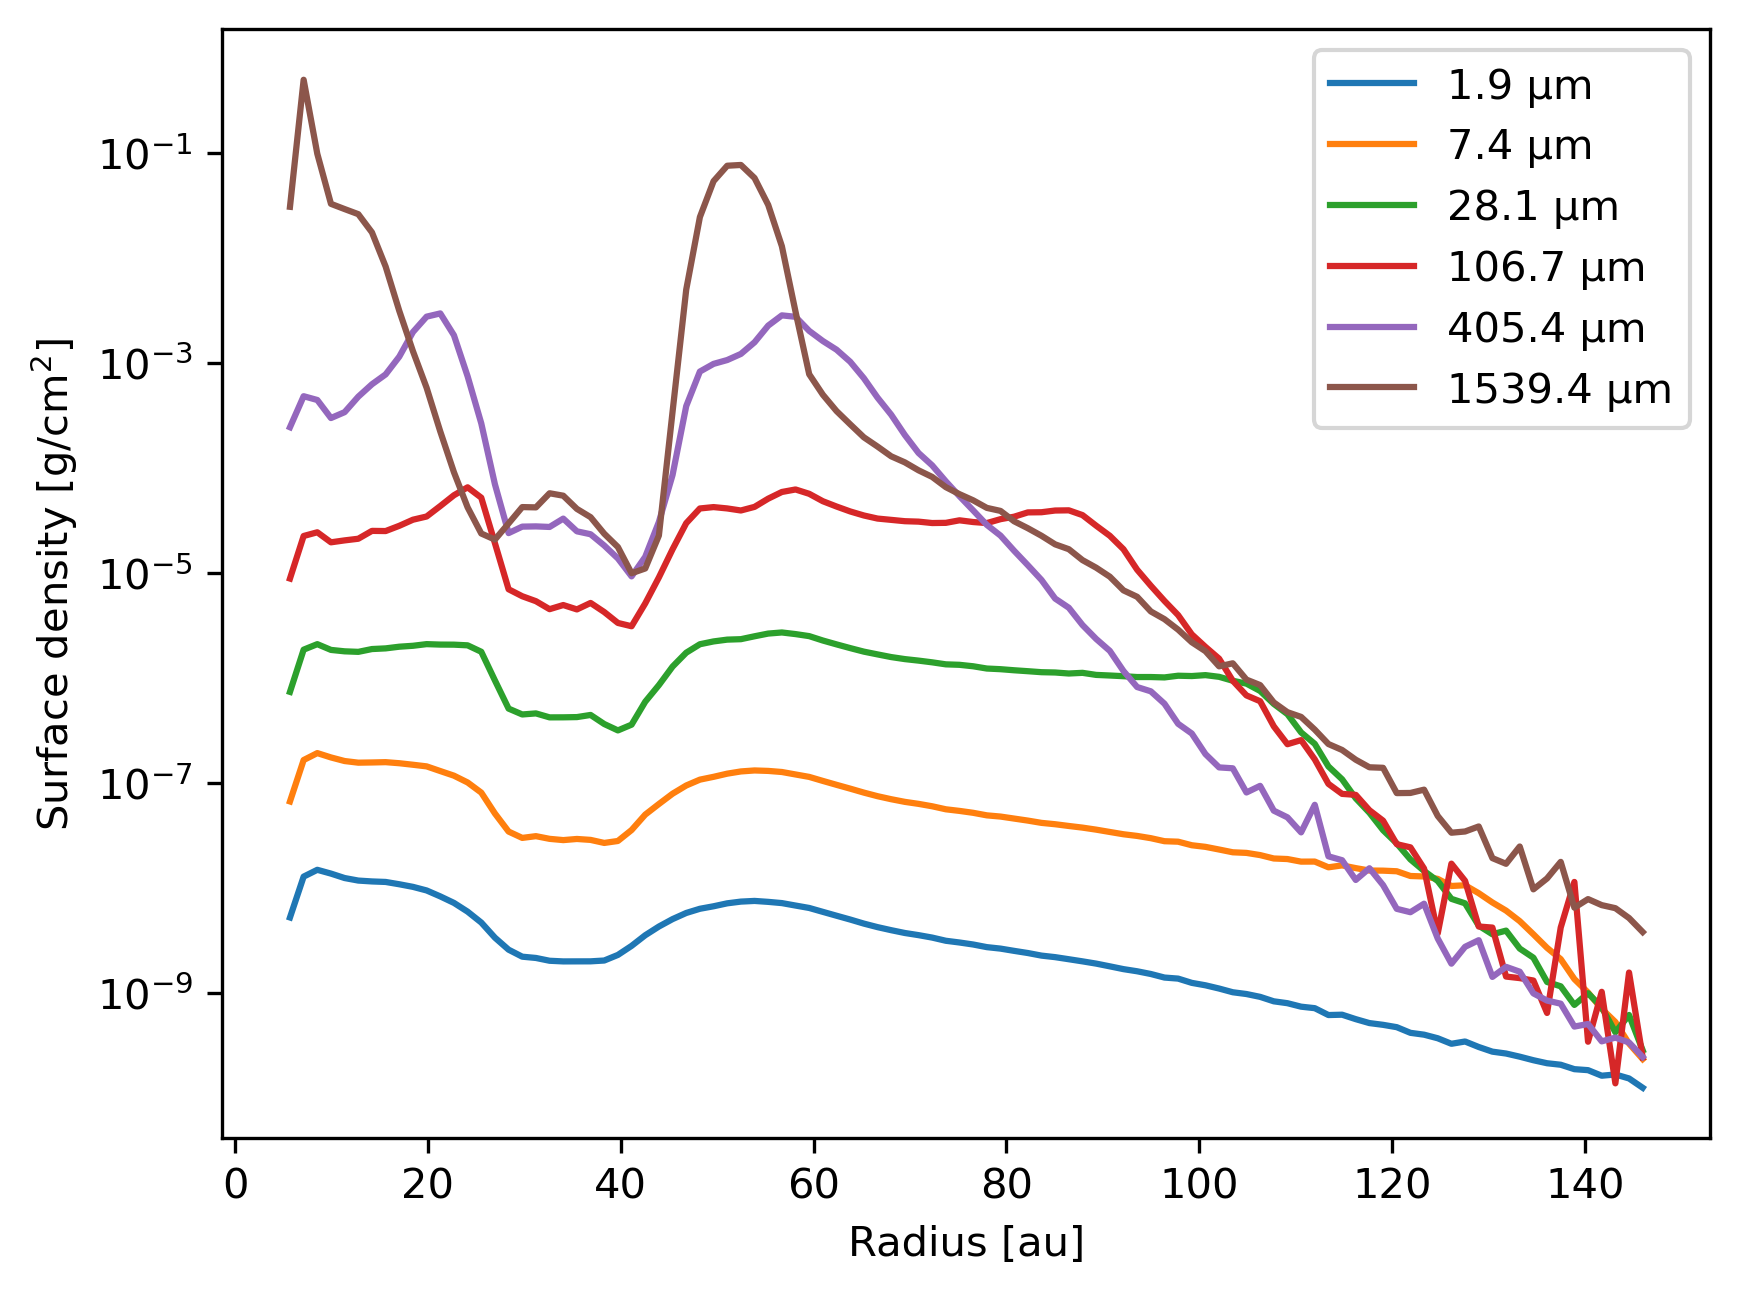 1.9 μm
7.4 μm
28.1 μm
106.7 μm
405.4 μm
1539.4 μm
10⁻¹
10⁻³
10⁻⁵
10⁻⁷
10⁻⁹
Surface density [g/cm²]
0 20 40 60 80 100 120 140
Radius [au]